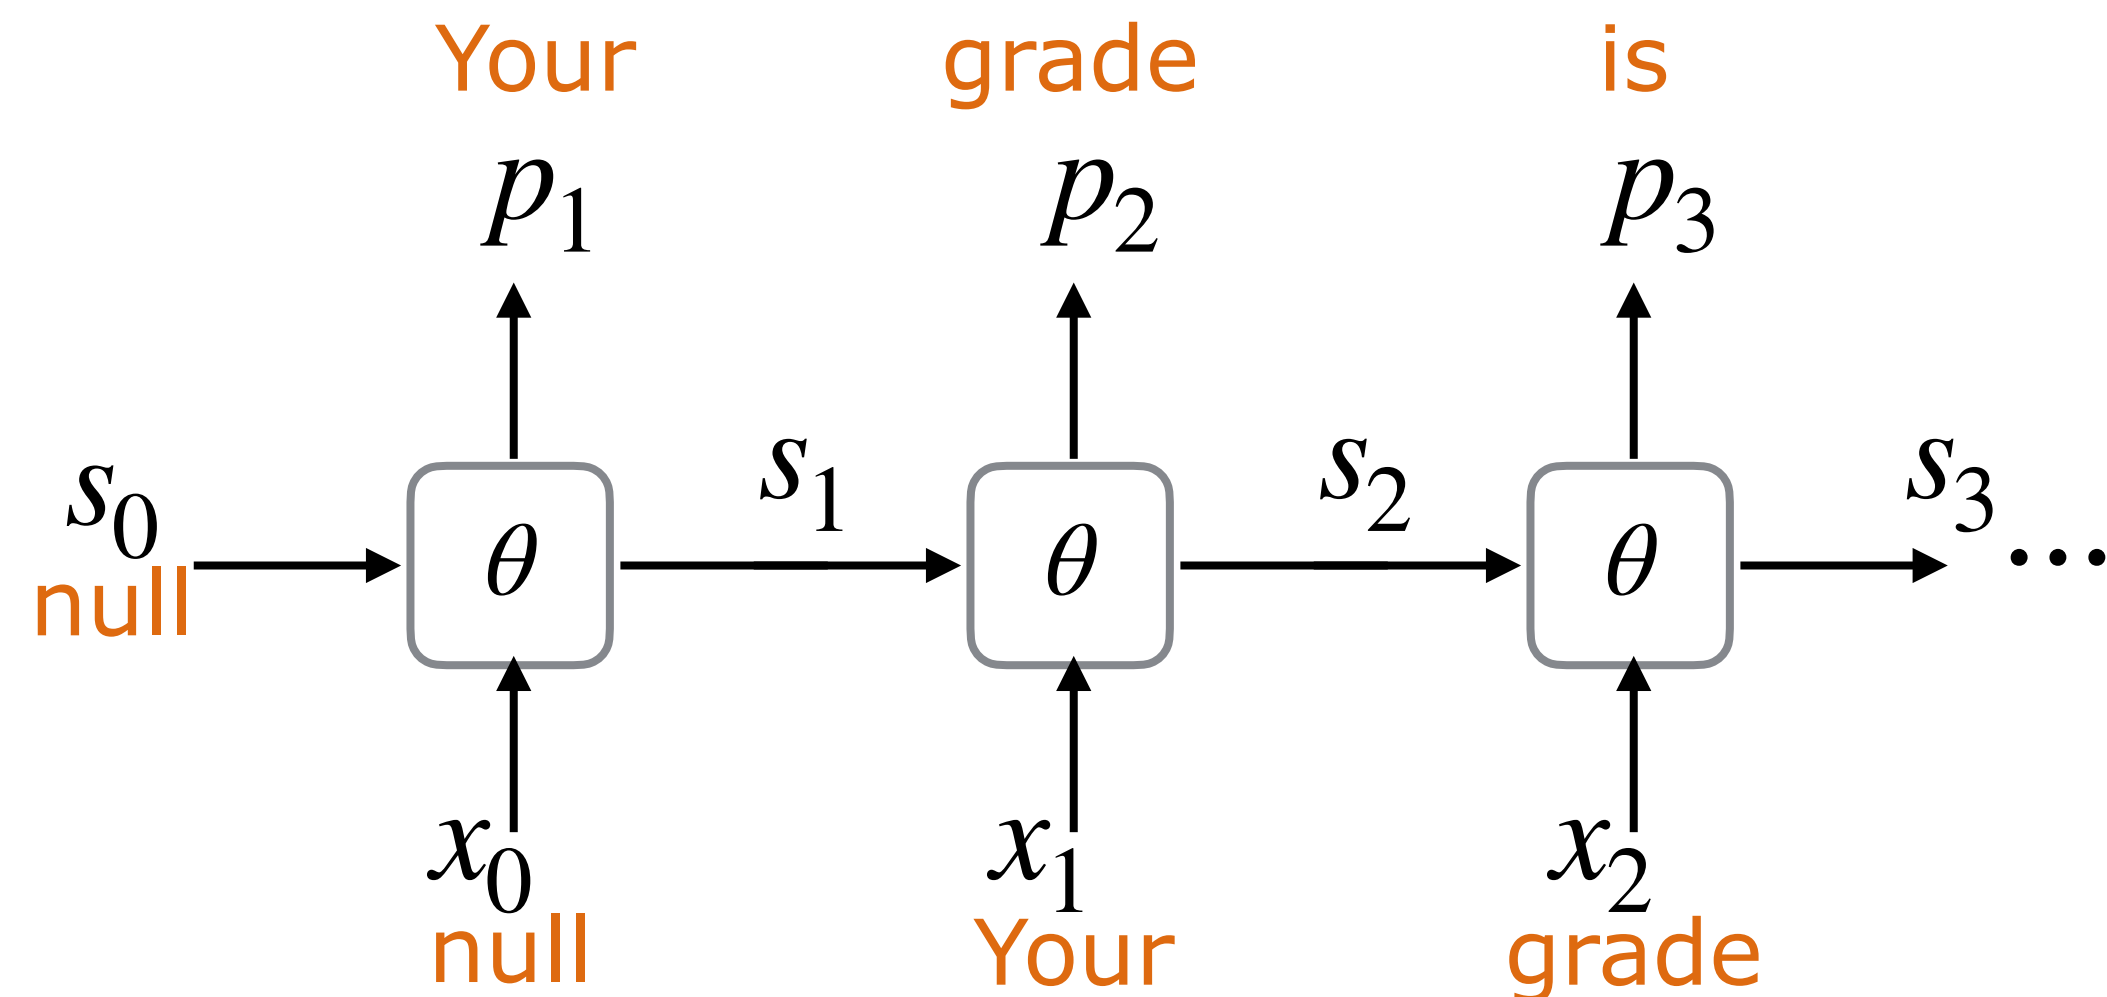 Your grade is
p₁ p₂ p₃
s₀ s₁ s₂ s₃ ...
null
θ θ θ
x₀ x₁ x₂
null Your grade